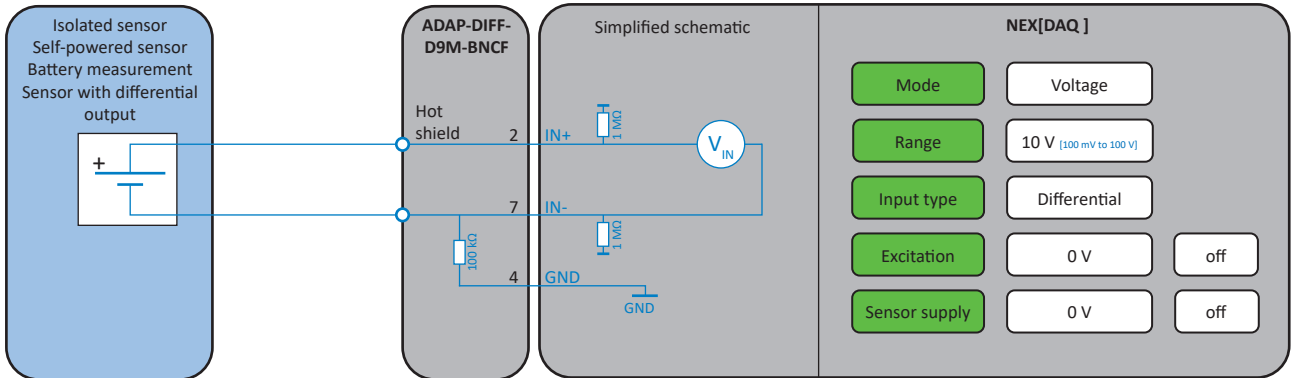 Isolated sensor
Self-powered sensor
Battery measurement
Sensor with differential
output
+
ADAP-DIFF-
D9M-BNCF
Hot
shield
2
7
4
100 kΩ
Simplified schematic
IN+
1 MΩ
VIN
IN-
1 MΩ
GND
GND
NEX[DAQ ]
Mode
Voltage
Range
10 V [100 mV to 100 V]
Input type
Differential
Excitation
0 V
off
Sensor supply
0 V
off